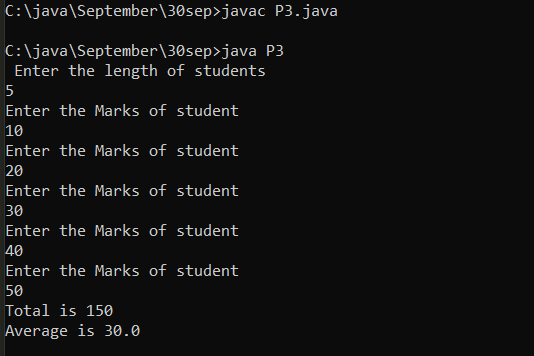 C:\java\September\30sep>javac P3.java
C:\java\September\30sep>java P3
Enter the length of students
5
Enter the Marks of student
10
Enter the Marks of student
20
Enter the Marks of student
30
Enter the Marks of student
40
Enter the Marks of student
50
Total is 150
Average is 30.0